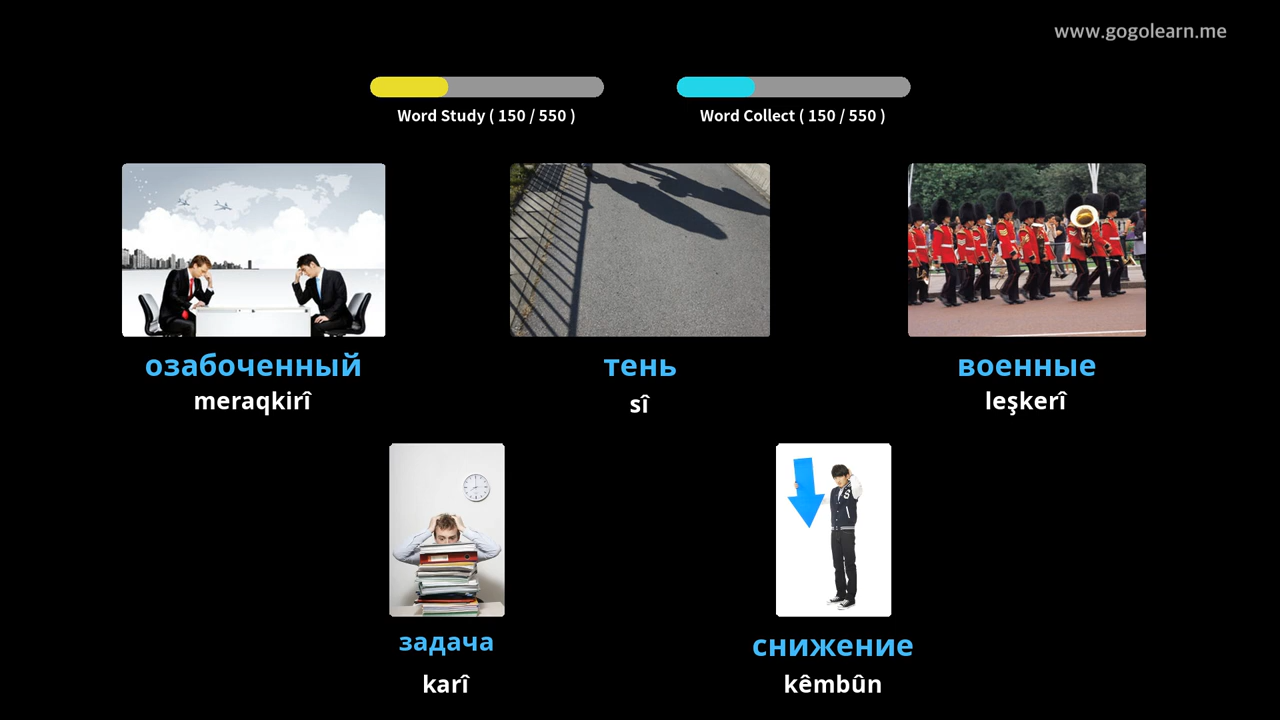 www.gogolearn.me
Word Study ( 150 / 550 )
Word Collect ( 150 / 550 )
озабоченный
meraqkirî
тень
sî
военные
leşkerî
задача
karî
снижение
kêmbûn